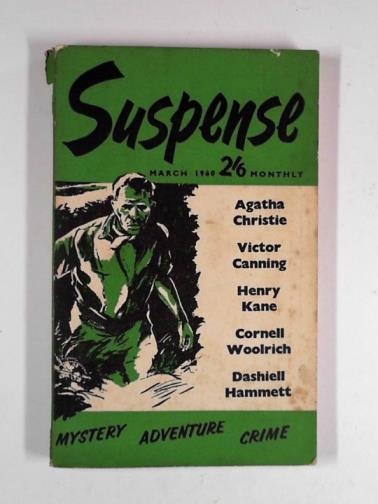 Suspense
MARCH 1960 2/6 MONTHLY
Agatha
Christie
Victor
Canning
Henry
Kane
Cornell
Woolrich
Dashiell
Hammett
MYSTERY ADVENTURE CRIME